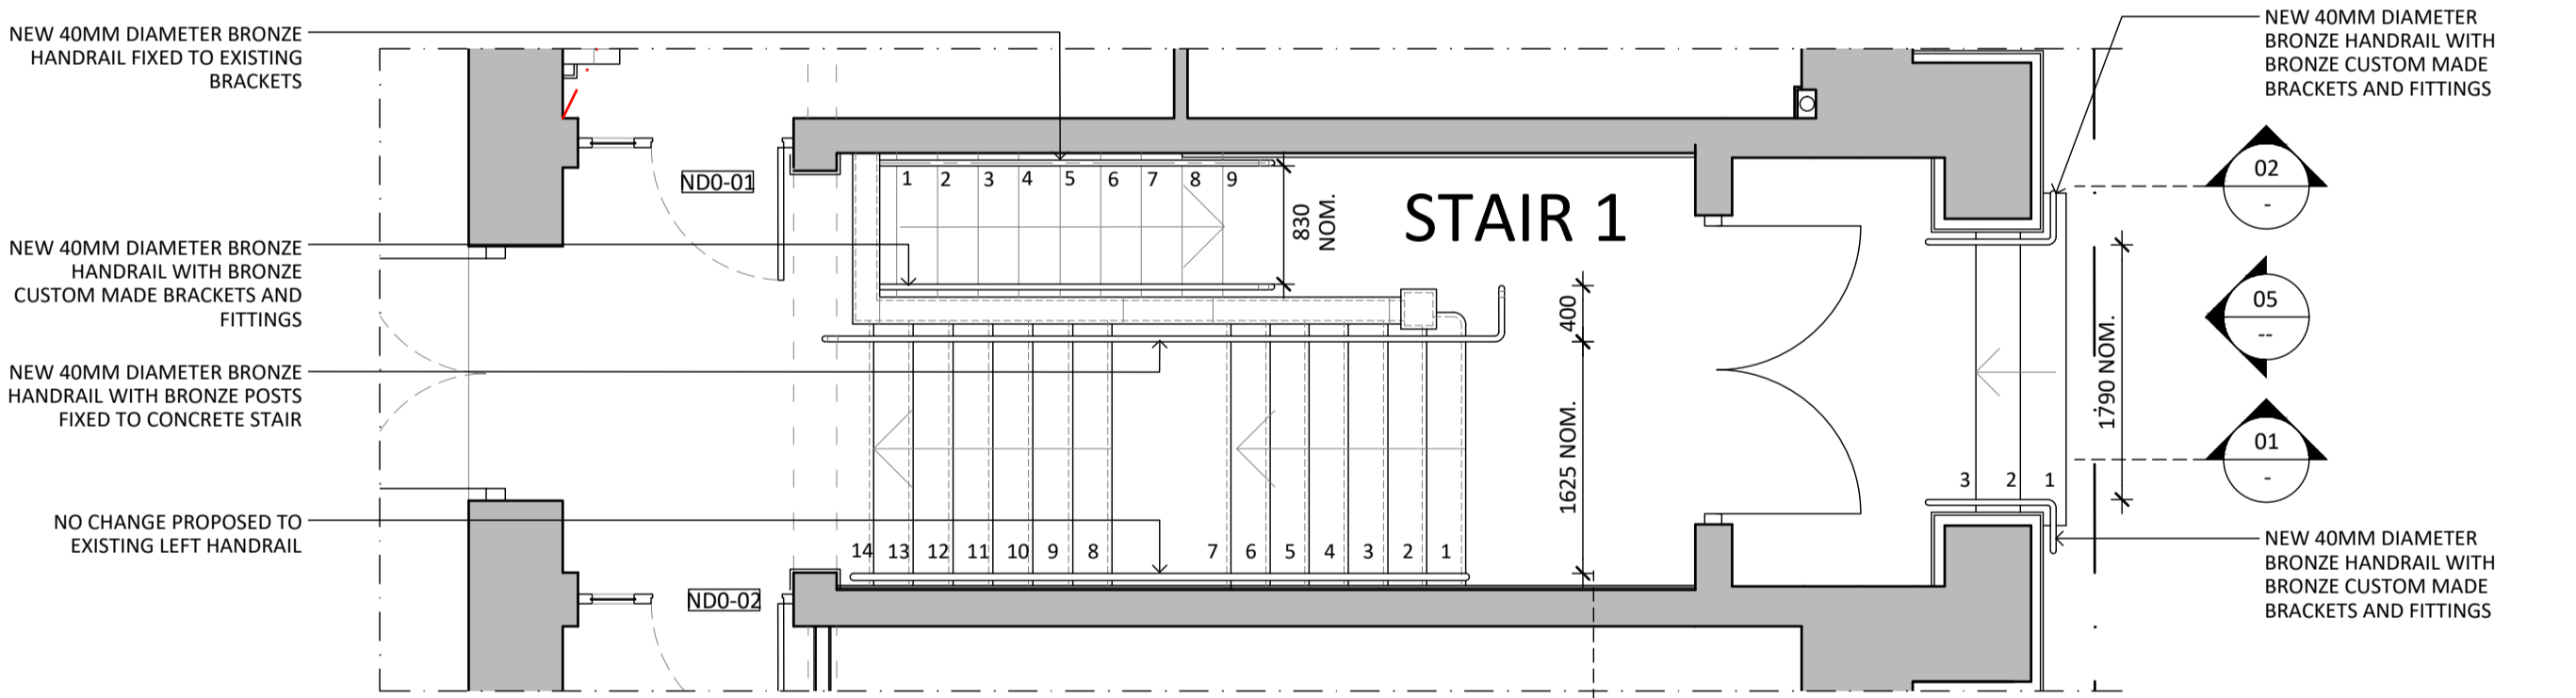 NEW 40MM DIAMETER BRONZE
HANDRAIL FIXED TO EXISTING
BRACKETS
NEW 40MM DIAMETER BRONZE
HANDRAIL WITH BRONZE
CUSTOM MADE BRACKETS AND
FITTINGS
NEW 40MM DIAMETER BRONZE
HANDRAIL WITH BRONZE POSTS
FIXED TO CONCRETE STAIR
NO CHANGE PROPOSED TO
EXISTING LEFT HANDRAIL
ND0-01
ND0-02
1 2 3 4 5 6 7 8 9
830
NOM.
STAIR 1
400
1625 NOM.
14 13 12 11 10 9 8 7 6 5 4 3 2 1
3 2 1
1790 NOM.
NEW 40MM DIAMETER
BRONZE HANDRAIL WITH
BRONZE CUSTOM MADE
BRACKETS AND FITTINGS
02
-
05
--
01
-
NEW 40MM DIAMETER
BRONZE HANDRAIL WITH
BRONZE CUSTOM MADE
BRACKETS AND FITTINGS